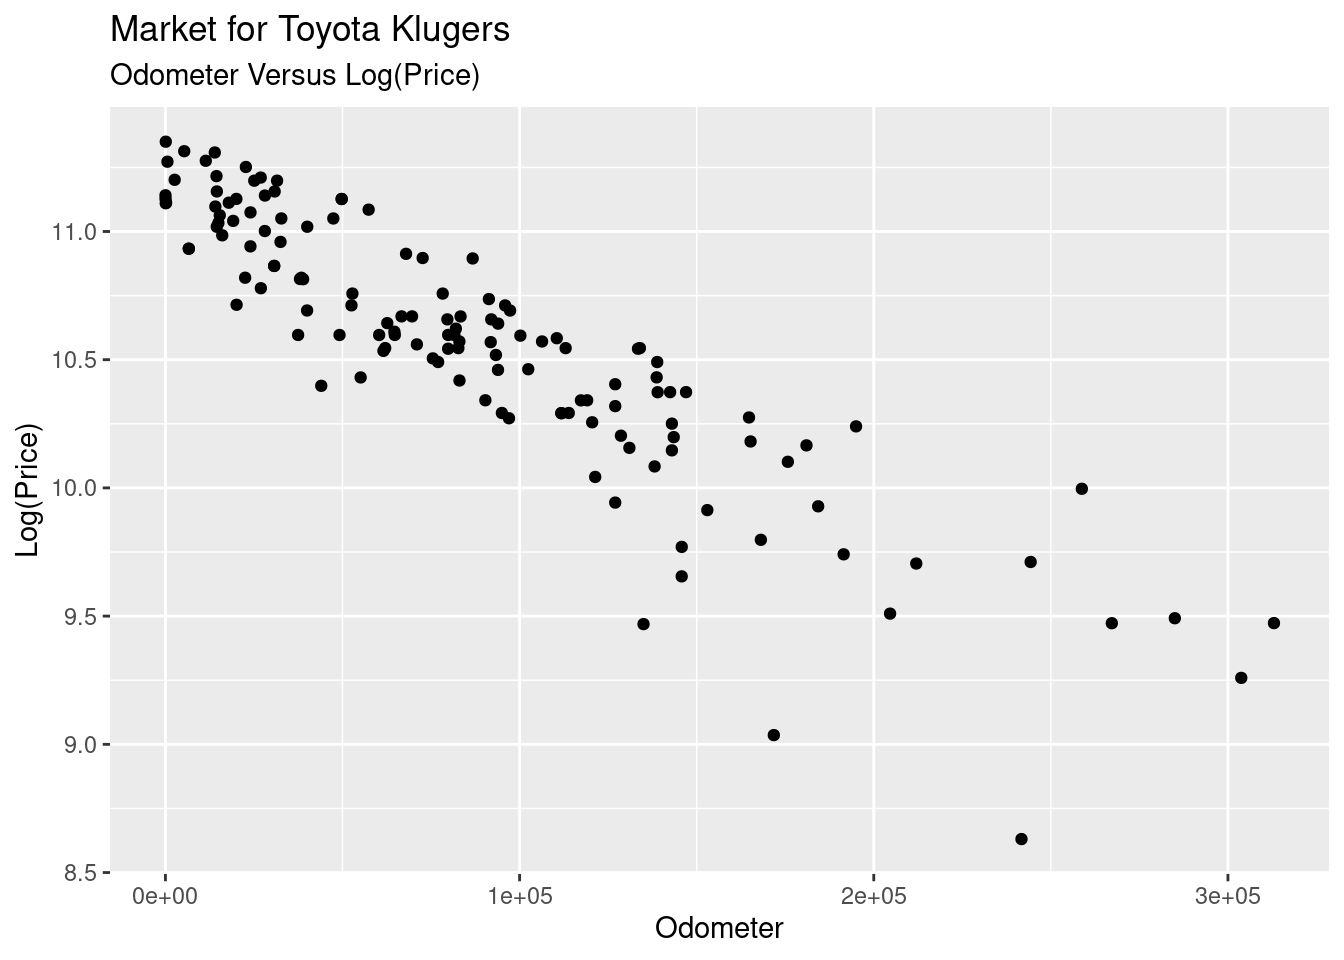 Market for Toyota Klugers
Odometer Versus Log(Price)
Log(Price)
11.0
10.5
10.0
9.5
9.0
8.5
0e+00 1e+05 2e+05 3e+05
Odometer